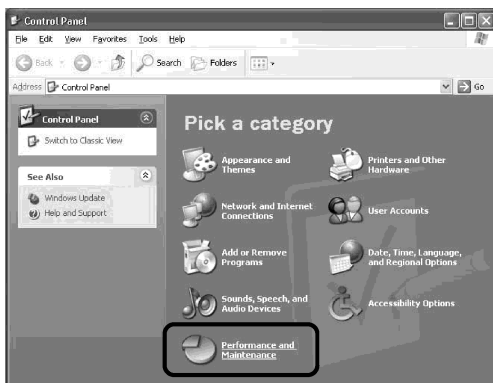 Control Panel
File Edit View Favorites Tools Help
Back Search Folders
Address Control Panel Go
Control Panel
Switch to Classic View
See Also
Windows Update
Help and Support
Pick a category
Appearance and
Themes
Printers and Other
Hardware
Network and Internet
Connections
User Accounts
Add or Remove
Programs
Date, Time, Language,
and Regional Options
Sounds, Speech, and
Audio Devices
Accessibility Options
Performance and
Maintenance